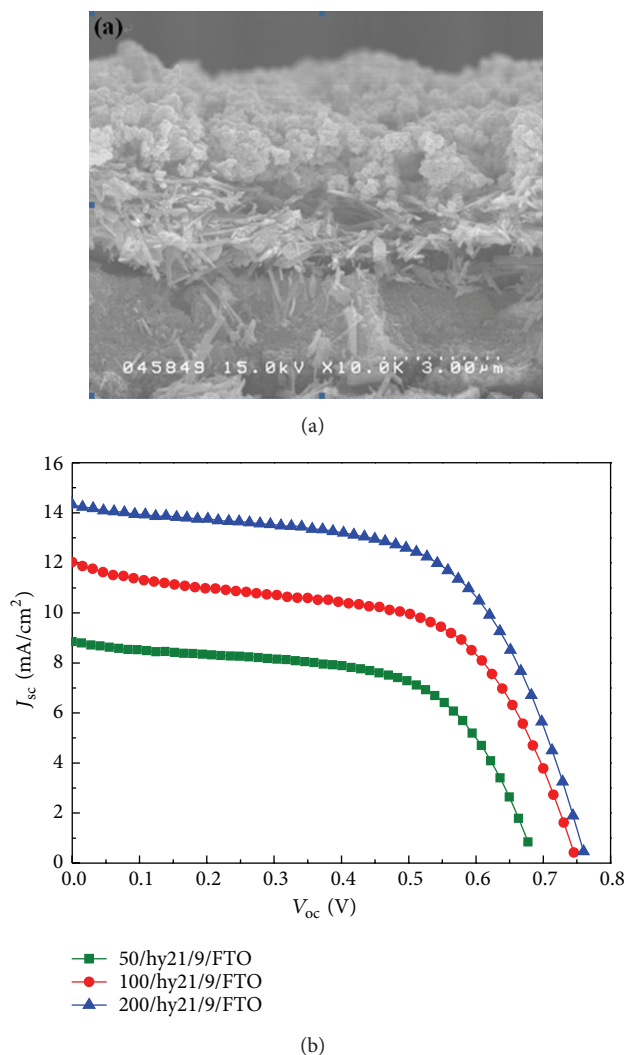 (a)
045849 15.0kV X10.0K 3.00μm
(a)
16
14
12
10
8
6
4
2
0
J_sc (mA/cm²)
0.0 0.1 0.2 0.3 0.4 0.5 0.6 0.7 0.8
V_oc (V)
50/hy21/9/FTO
100/hy21/9/FTO
200/hy21/9/FTO
(b)